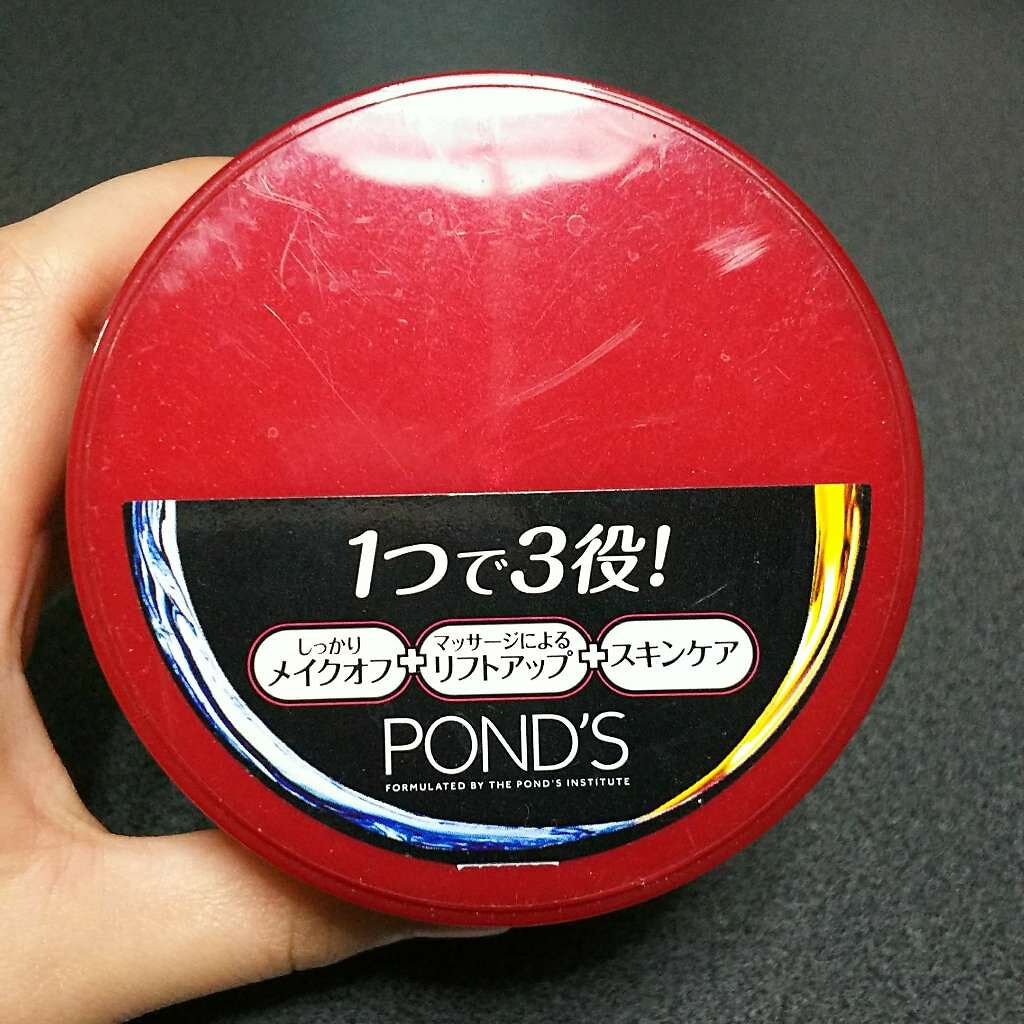 1つで3役!
しっかり
メイクオフ
+
マッサージによる
リフトアップ
+
スキンケア
POND'S
FORMULATED BY THE POND'S INSTITUTE